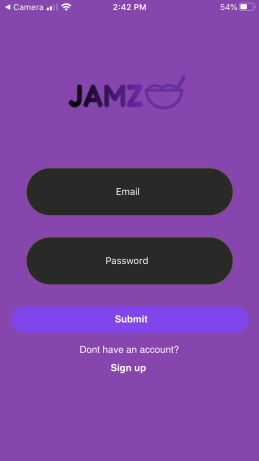 ◀ Camera 2:42 PM 54%
JAMZ
Email
Password
Submit
Dont have an account?
Sign up